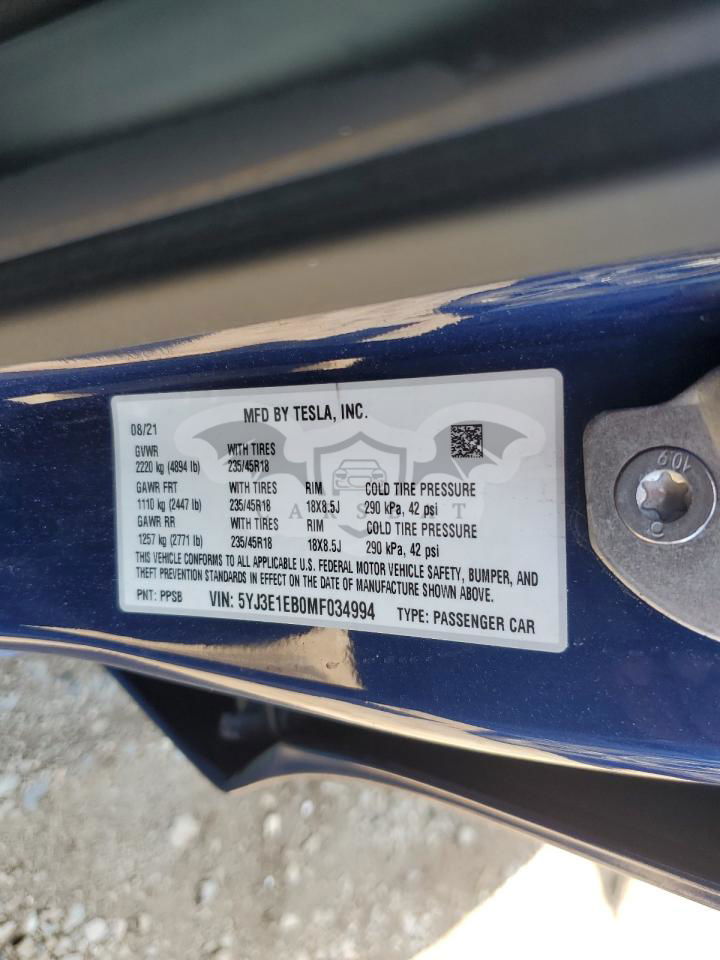 MFD BY TESLA, INC.
08/21
GVWR WITH TIRES
2220 kg (4894 lb) 235/45R18
GAWR FRT WITH TIRES RIM COLD TIRE PRESSURE
1110 kg (2447 lb) 235/45R18 18X8.5J 290 kPa, 42 psi
GAWR RR WITH TIRES RIM COLD TIRE PRESSURE
1257 kg (2771 lb) 235/45R18 18X8.5J 290 kPa, 42 psi
THIS VEHICLE CONFORMS TO ALL APPLICABLE U.S. FEDERAL MOTOR VEHICLE SAFETY, BUMPER, AND
THEFT PREVENTION STANDARDS IN EFFECT ON THE DATE OF MANUFACTURE SHOWN ABOVE.
PNT: PPSB VIN: 5YJ3E1EB0MF034994 TYPE: PASSENGER CAR
10.9